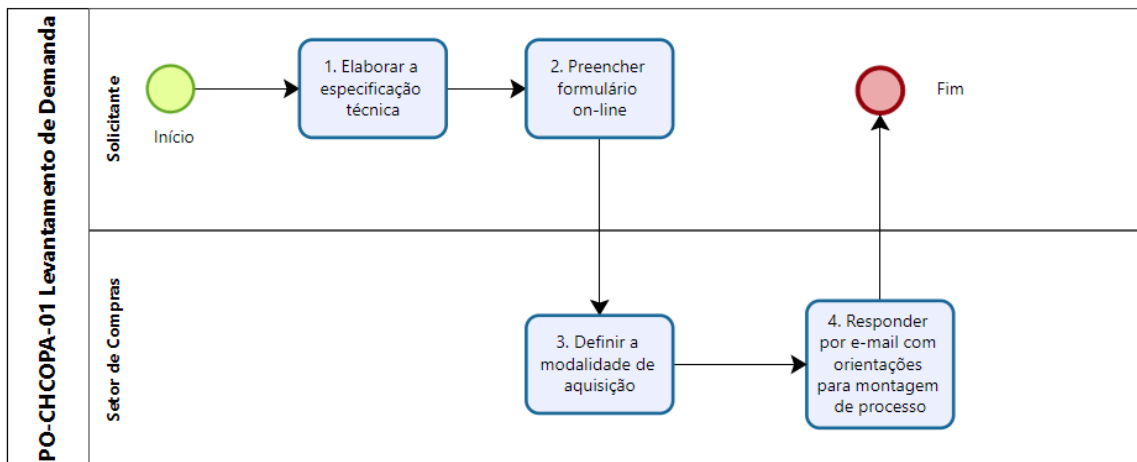 PO-CHCOPA-01 Levantamento de Demanda
Solicitante
Início
1. Elaborar a
especificação
técnica
2. Preencher
formulário
on-line
Fim
Setor de Compras
3. Definir a
modalidade de
aquisição
4. Responder
por e-mail com
orientações
para montagem
de processo